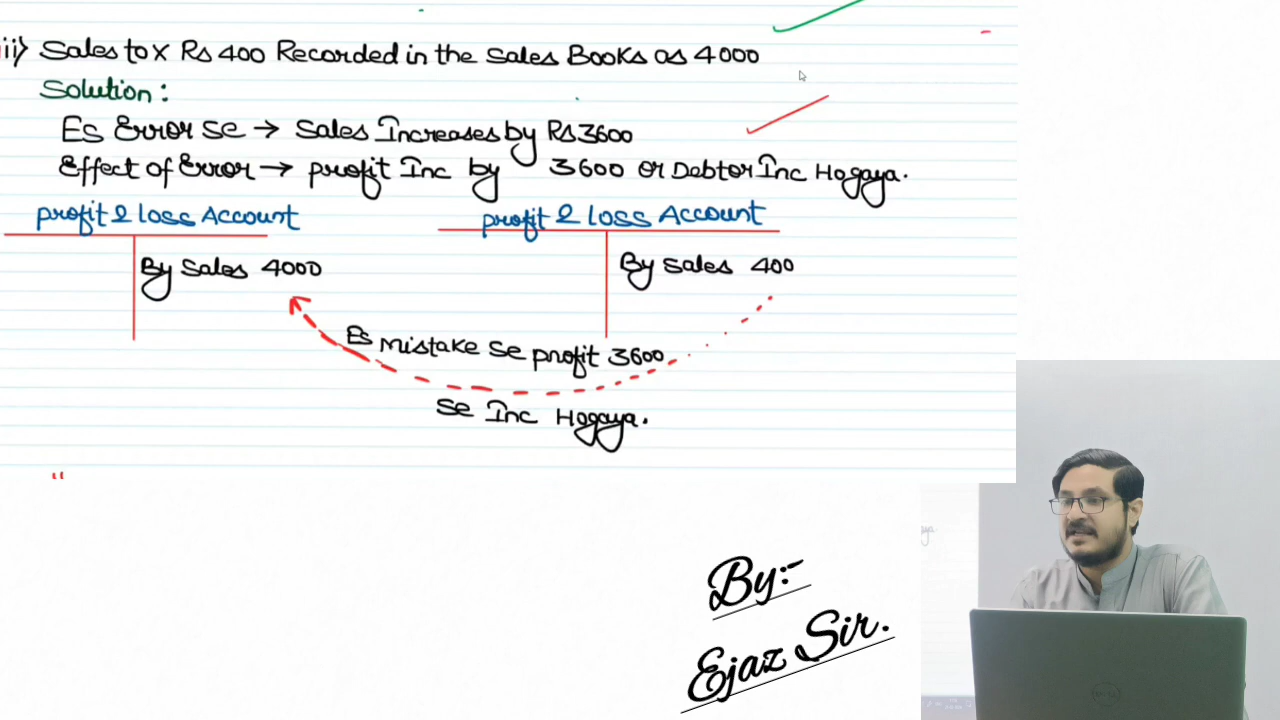 ii) Sales to X Rs 400 Recorded in the Sales Books as 4000
Solution:
Es Error se → Sales Increases by Rs 3600
Effect of Error → profit Inc by 3600 or Debtor Inc Hogaya.
profit & loss Account
By Sales 4000
profit & loss Account
By Sales 400
Es mistake se profit 3600
se Inc Hogaya.
By:-
Ejaz Sir.